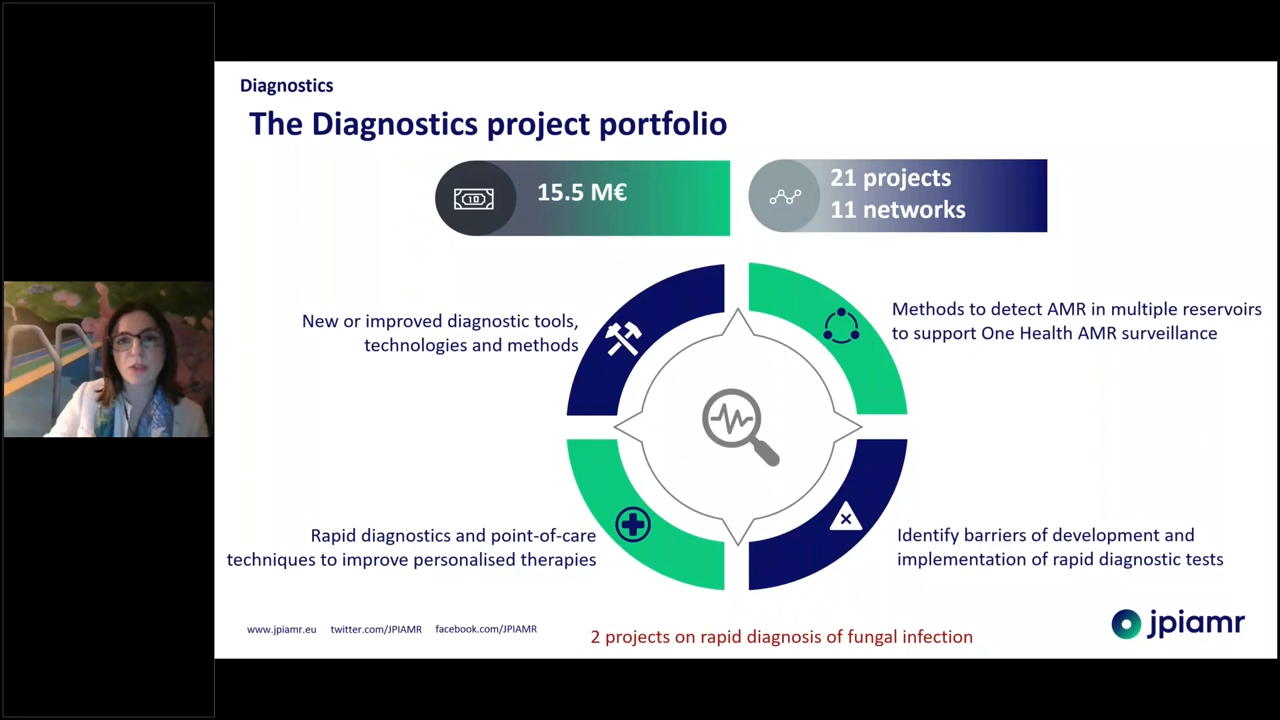 Diagnostics
The Diagnostics project portfolio
15.5 M€
21 projects
11 networks
New or improved diagnostic tools,
technologies and methods
Methods to detect AMR in multiple reservoirs
to support One Health AMR surveillance
Rapid diagnostics and point-of-care
techniques to improve personalised therapies
Identify barriers of development and
implementation of rapid diagnostic tests
www.jpiamr.eu twitter.com/JPIAMR facebook.com/JPIAMR
2 projects on rapid diagnosis of fungal infection
jpiamr